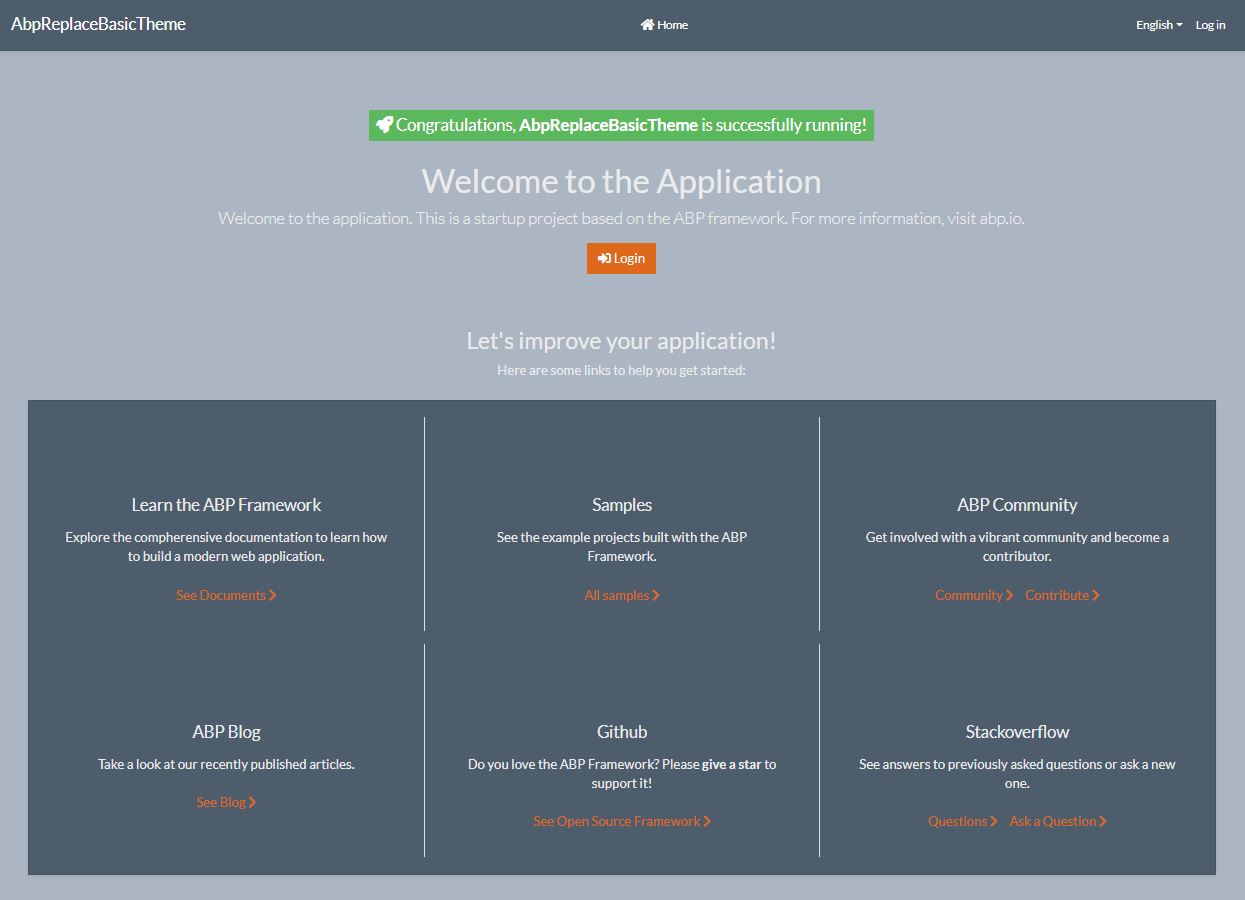 AbpReplaceBasicTheme
Home
English
Log in
Congratulations, AbpReplaceBasicTheme is successfully running!
Welcome to the Application
Welcome to the application. This is a startup project based on the ABP framework. For more information, visit abp.io.
Login
Let's improve your application!
Here are some links to help you get started:
Learn the ABP Framework
Explore the compherensive documentation to learn how
to build a modern web application.
See Documents
Samples
See the example projects built with the ABP
Framework.
All samples
ABP Community
Get involved with a vibrant community and become a
contributor.
Community Contribute
ABP Blog
Take a look at our recently published articles.
See Blog
Github
Do you love the ABP Framework? Please give a star to
support it!
See Open Source Framework
Stackoverflow
See answers to previously asked questions or ask a new
one.
Questions Ask a Question